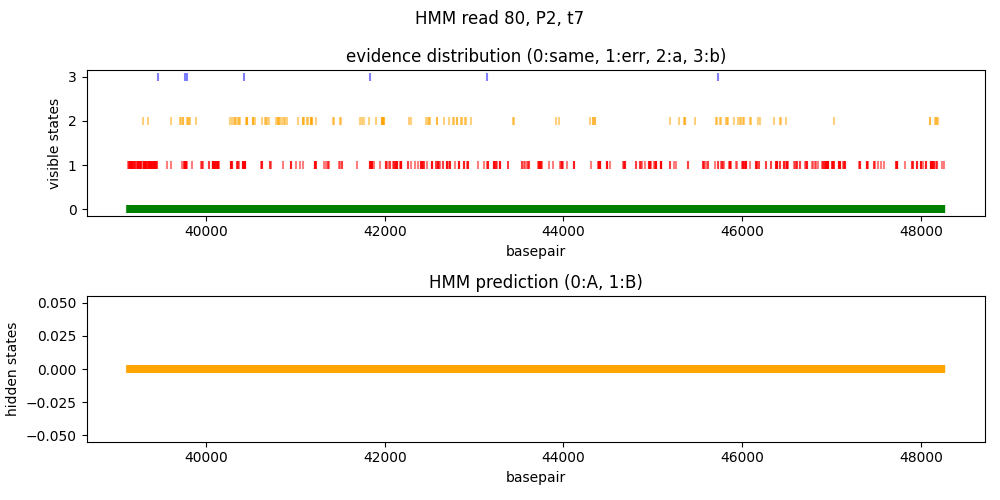 HMM read 80, P2, t7
evidence distribution (0:same, 1:err, 2:a, 3:b)
visible states
3
2
1
0
40000 42000 44000 46000 48000
basepair
HMM prediction (0:A, 1:B)
hidden states
0.050
0.025
0.000
−0.025
−0.050
40000 42000 44000 46000 48000
basepair